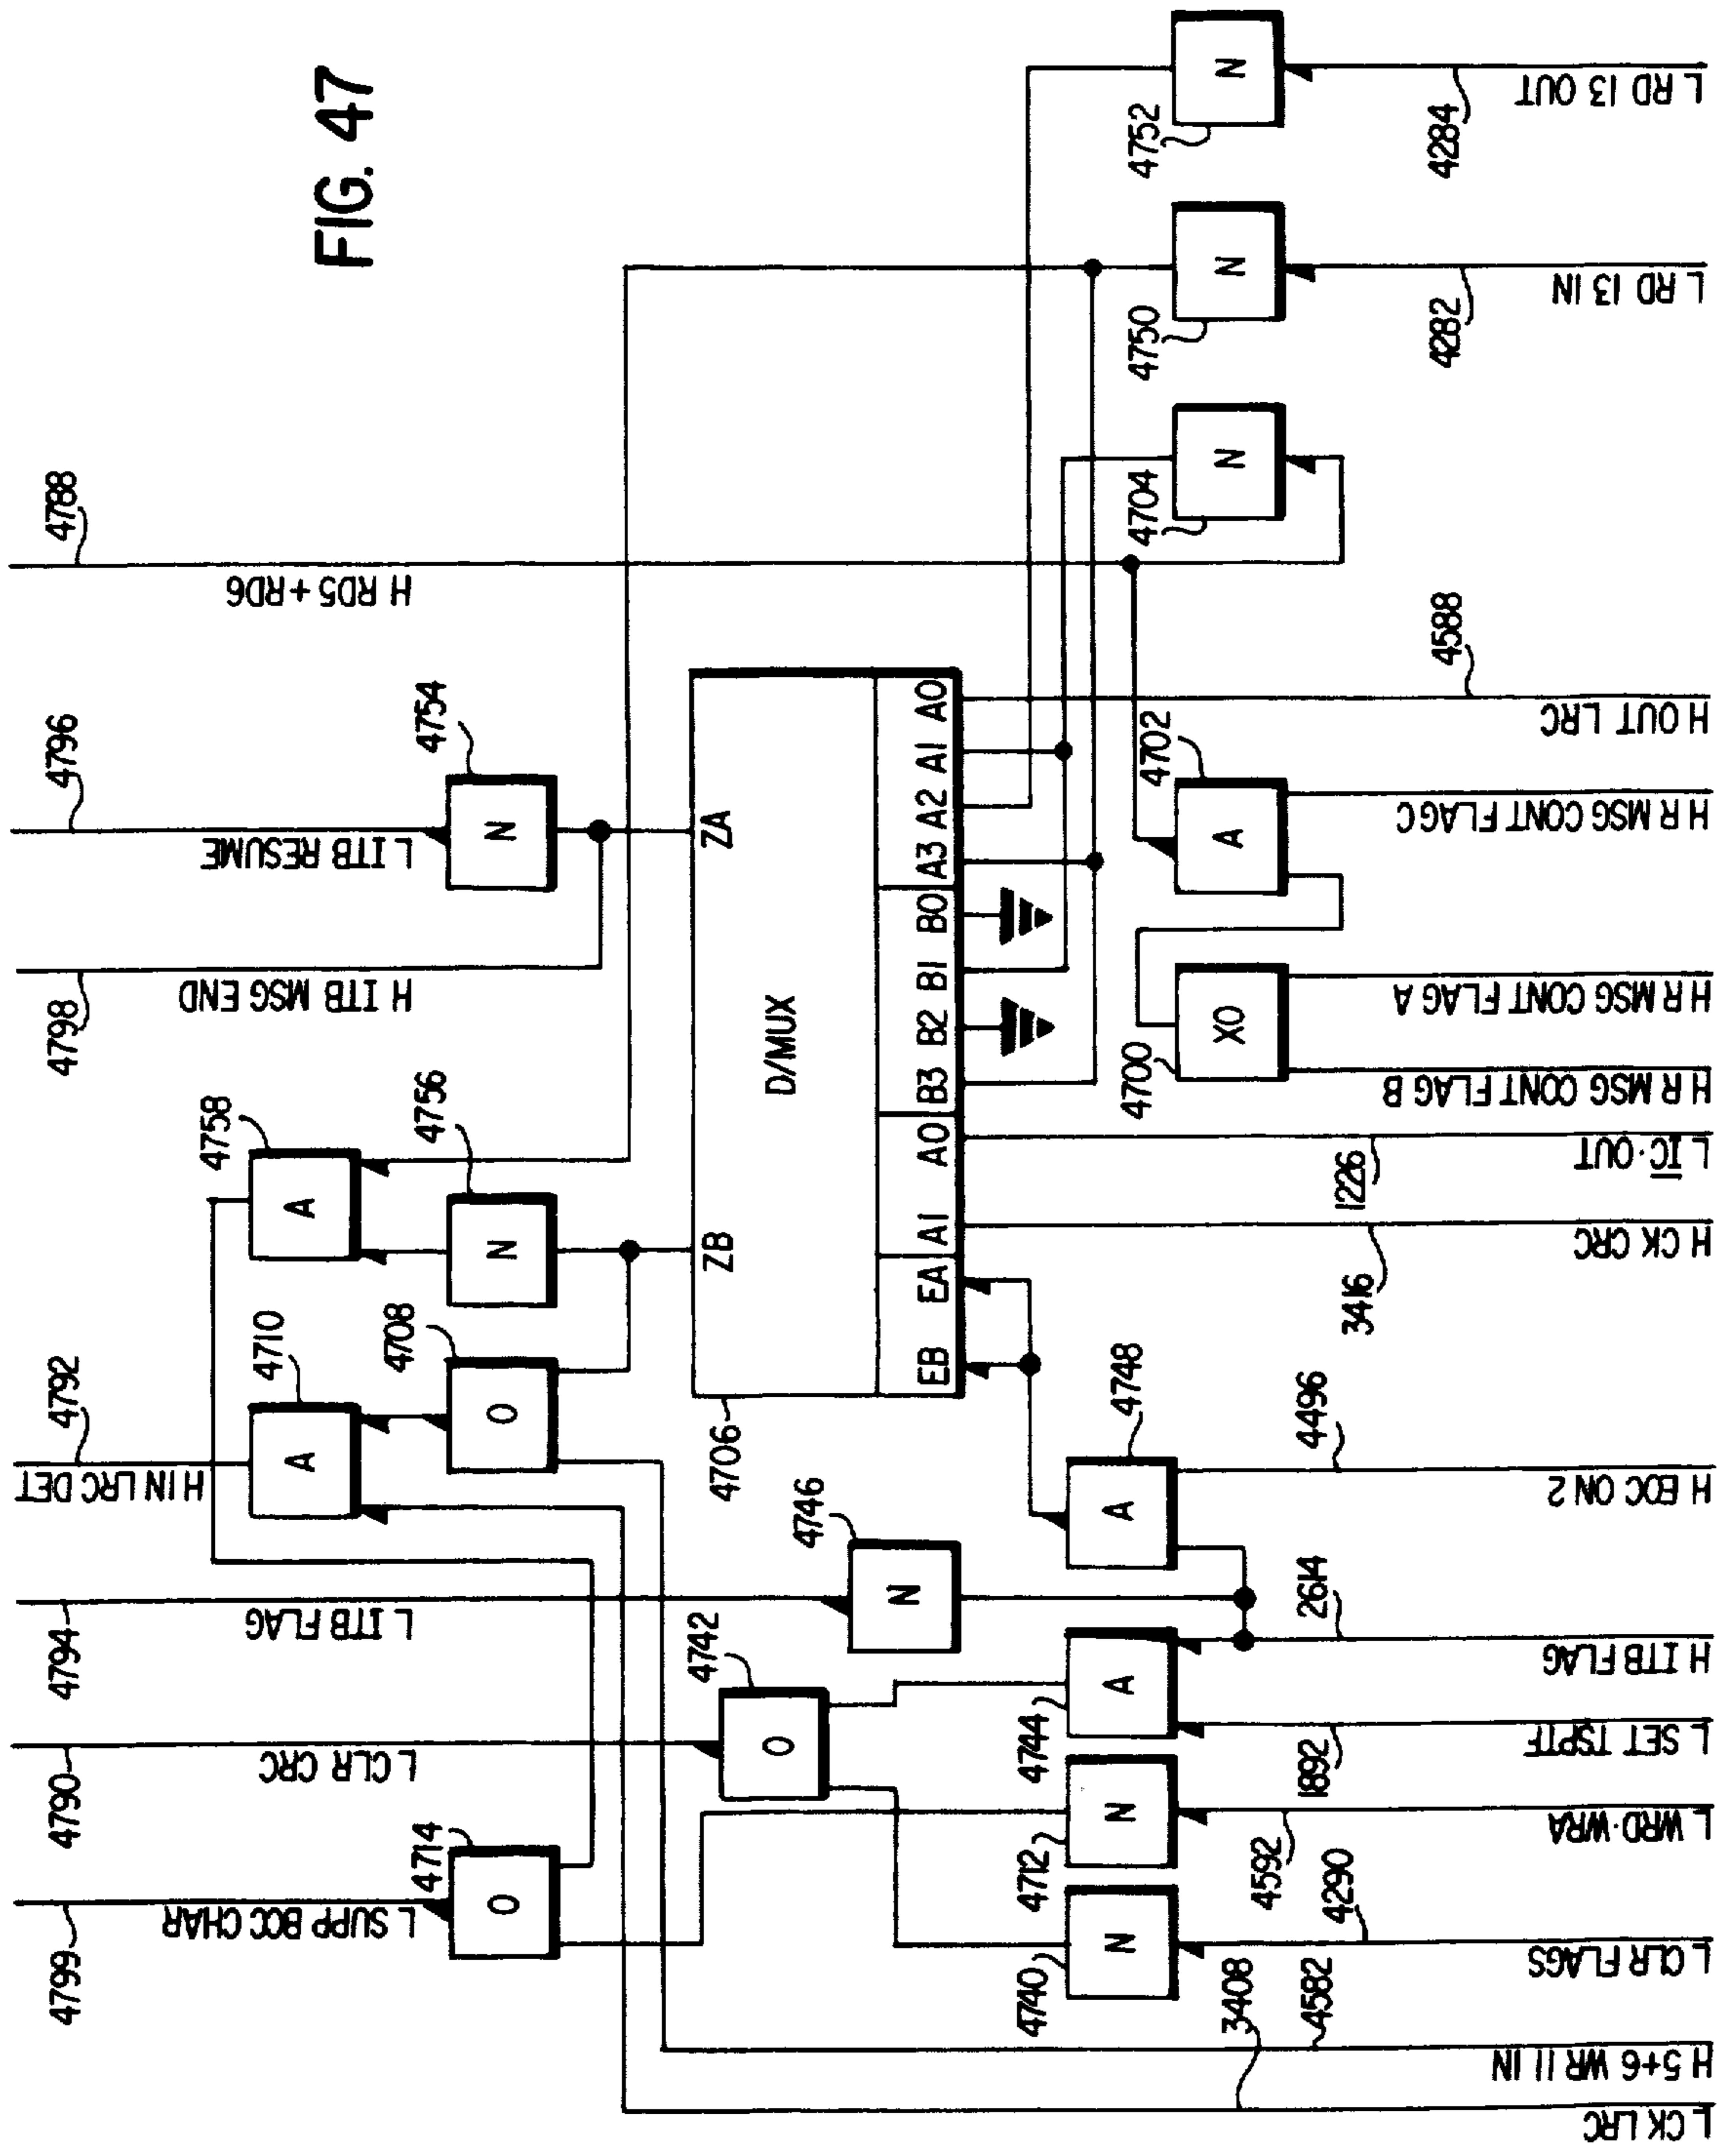 FIG. 47
4788
H RD5 + RD6
4796
L ITB RESUME
4754
N
4798
H ITB MSG END
4758
A
4756
N
4792
H IN LRC DET
4710
A
4708
O
4794
L ITB FLAG
4790
L CLR CRC
4799
L SUPP BCC CHAR
4714
O
4742
O
4746
N
4706
D/MUX
ZA
ZB
EB
EA
A1
A0
B3
B2
B1
B0
A3
A2
A1
A0
4752
N
4750
N
4704
N
4702
A
4700
XO
4748
A
4744
A
4712
N
4740
N
4284
L RD 13 OUT
4282
L RD 13 IN
4588
H OUT LRC
H R MSG CONT FLAG C
H R MSG CONT FLAG A
H R MSG CONT FLAG B
1226
L I̅C̅·OUT
3416
H CK CRC
4496
H EOC ON 2
2614
H ITB FLAG
1892
L SET TSPTF
4592
L WRD·WRA
4290
L CLR FLAGS
4582
H 5+6 WR 11 IN
3408
L CK LRC